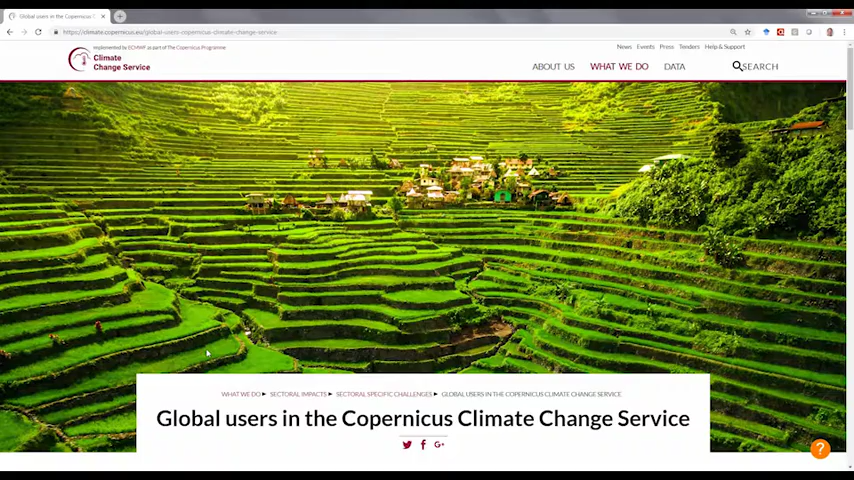 Global users in the Copernicus Cl
https://climate.copernicus.eu/global-users-copernicus-climate-change-service
implemented by ECMWF as part of The Copernicus Programme
Climate
Change Service
News Events Press Tenders Help & Support
ABOUT US WHAT WE DO DATA SEARCH
WHAT WE DO ▶ SECTORAL IMPACTS ▶ SECTORAL SPECIFIC CHALLENGES ▶ GLOBAL USERS IN THE COPERNICUS CLIMATE CHANGE SERVICE
Global users in the Copernicus Climate Change Service
G+
?